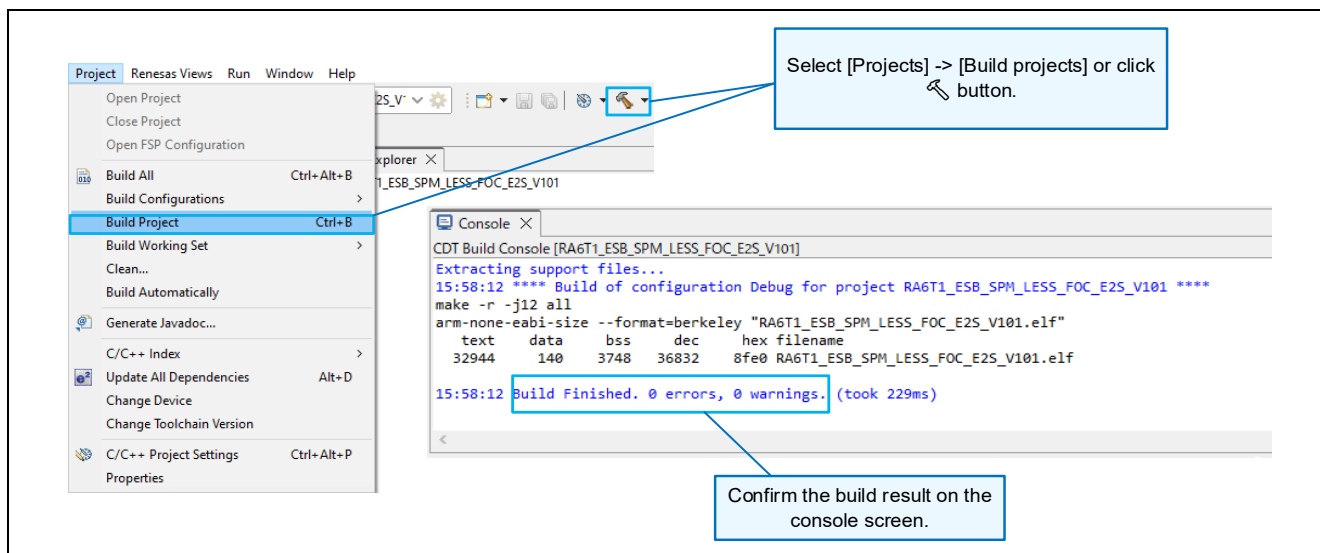 Select [Projects] -> [Build projects] or click
button.
Project Renesas Views Run Window Help
Open Project
Close Project
Open FSP Configuration
Build All Ctrl+Alt+B
Build Configurations >
Build Project Ctrl+B
Build Working Set >
Clean...
Build Automatically
Generate Javadoc...
C/C++ Index >
Update All Dependencies Alt+D
Change Device
Change Toolchain Version
C/C++ Project Settings Ctrl+Alt+P
Properties
2S_V
xplorer
1_ESB_SPM_LESS_FOC_E2S_V101
Console
CDT Build Console [RA6T1_ESB_SPM_LESS_FOC_E2S_V101]
Extracting support files...
15:58:12 **** Build of configuration Debug for project RA6T1_ESB_SPM_LESS_FOC_E2S_V101 ****
make -r -j12 all
arm-none-eabi-size --format=berkeley "RA6T1_ESB_SPM_LESS_FOC_E2S_V101.elf"
text data bss dec hex filename
32944 140 3748 36832 8fe0 RA6T1_ESB_SPM_LESS_FOC_E2S_V101.elf
15:58:12 Build Finished. 0 errors, 0 warnings. (took 229ms)
Confirm the build result on the
console screen.